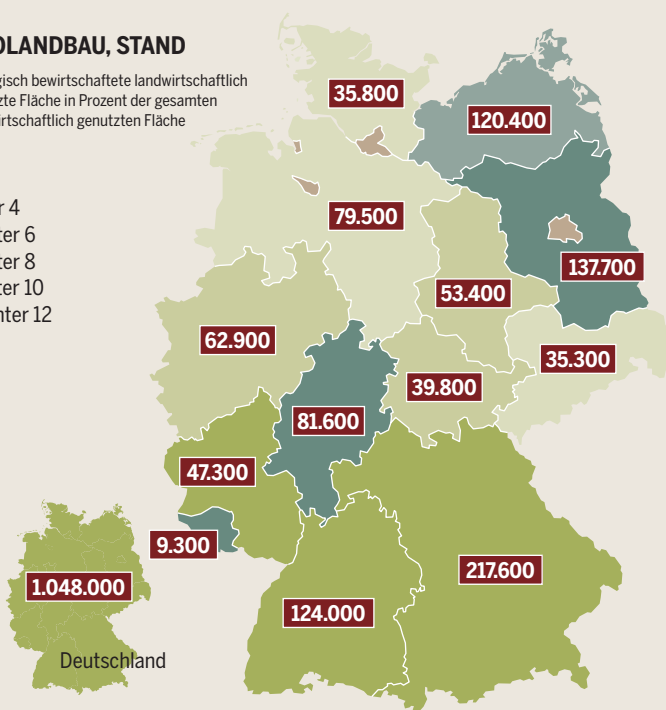 OLANDBAU, STAND
gisch bewirtschaftete landwirtschaftlich
zte Fläche in Prozent der gesamten
wirtschaftlich genutzten Fläche
r 4
ter 6
ter 8
ter 10
nter 12
35.800
120.400
79.500
137.700
53.400
62.900
35.300
39.800
81.600
47.300
9.300
217.600
1.048.000
124.000
Deutschland